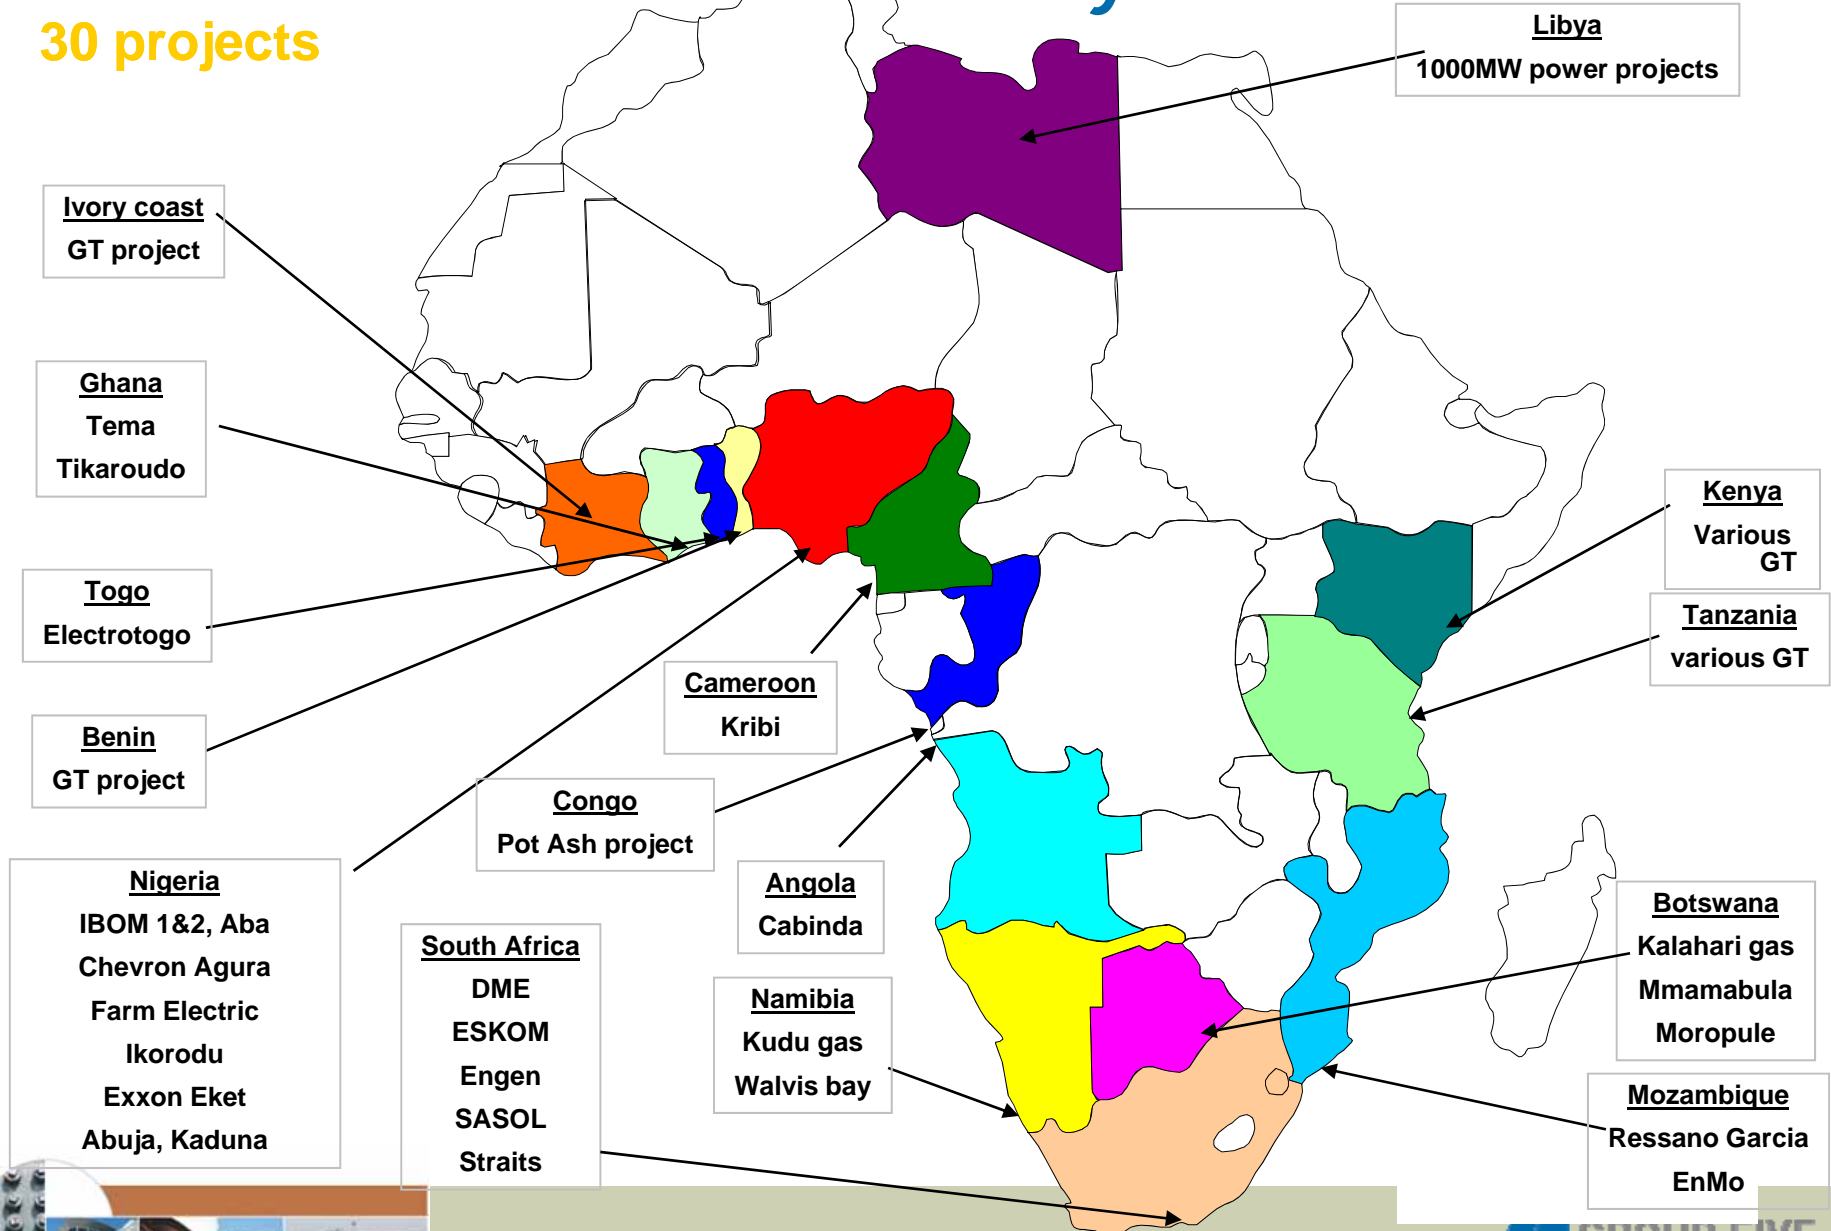 30 projects
Libya
1000MW power projects
Ivory coast
GT project
Ghana
Tema
Tikaroudo
Kenya
Various
GT
Togo
Electrotogo
Tanzania
various GT
Cameroon
Kribi
Benin
GT project
Congo
Pot Ash project
Angola
Cabinda
Nigeria
IBOM 1&2, Aba
Chevron Agura
Farm Electric
Ikorodu
Exxon Eket
Abuja, Kaduna
South Africa
DME
ESKOM
Engen
SASOL
Straits
Namibia
Kudu gas
Walvis bay
Botswana
Kalahari gas
Mmamabula
Moropule
Mozambique
Ressano Garcia
EnMo
GROUP FIVE